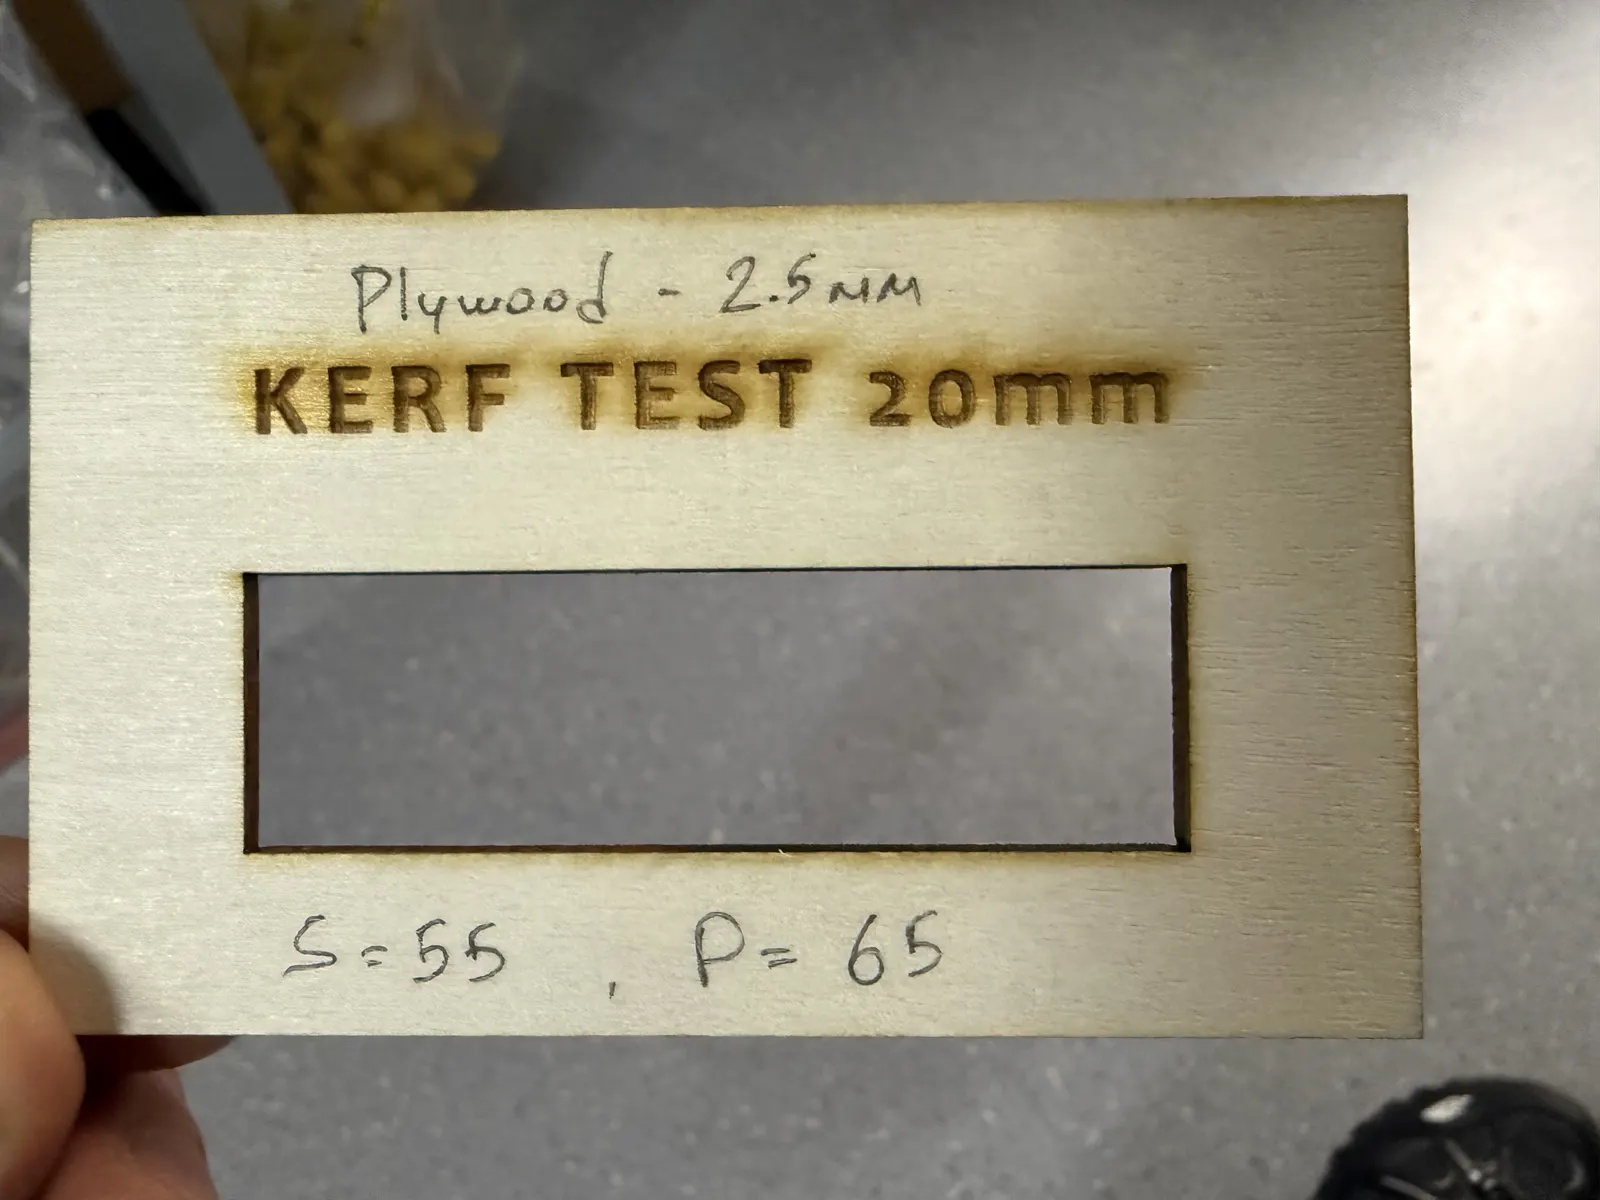 Plywood - 2.5mm
KERF TEST 20mm
S=55 , P= 65